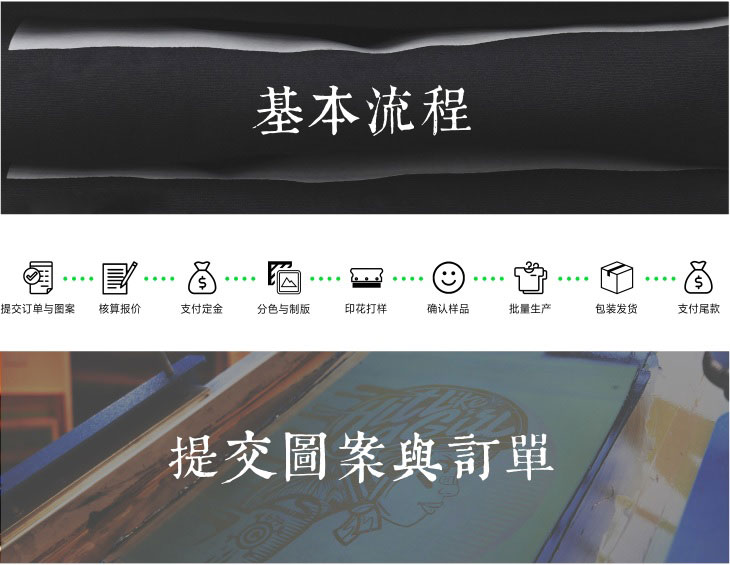 基本流程
提交订单与图案 核算报价 支付定金 分色与制版 印花打样 确认样品 批量生产 包装发货 支付尾款
提交圖案與訂單